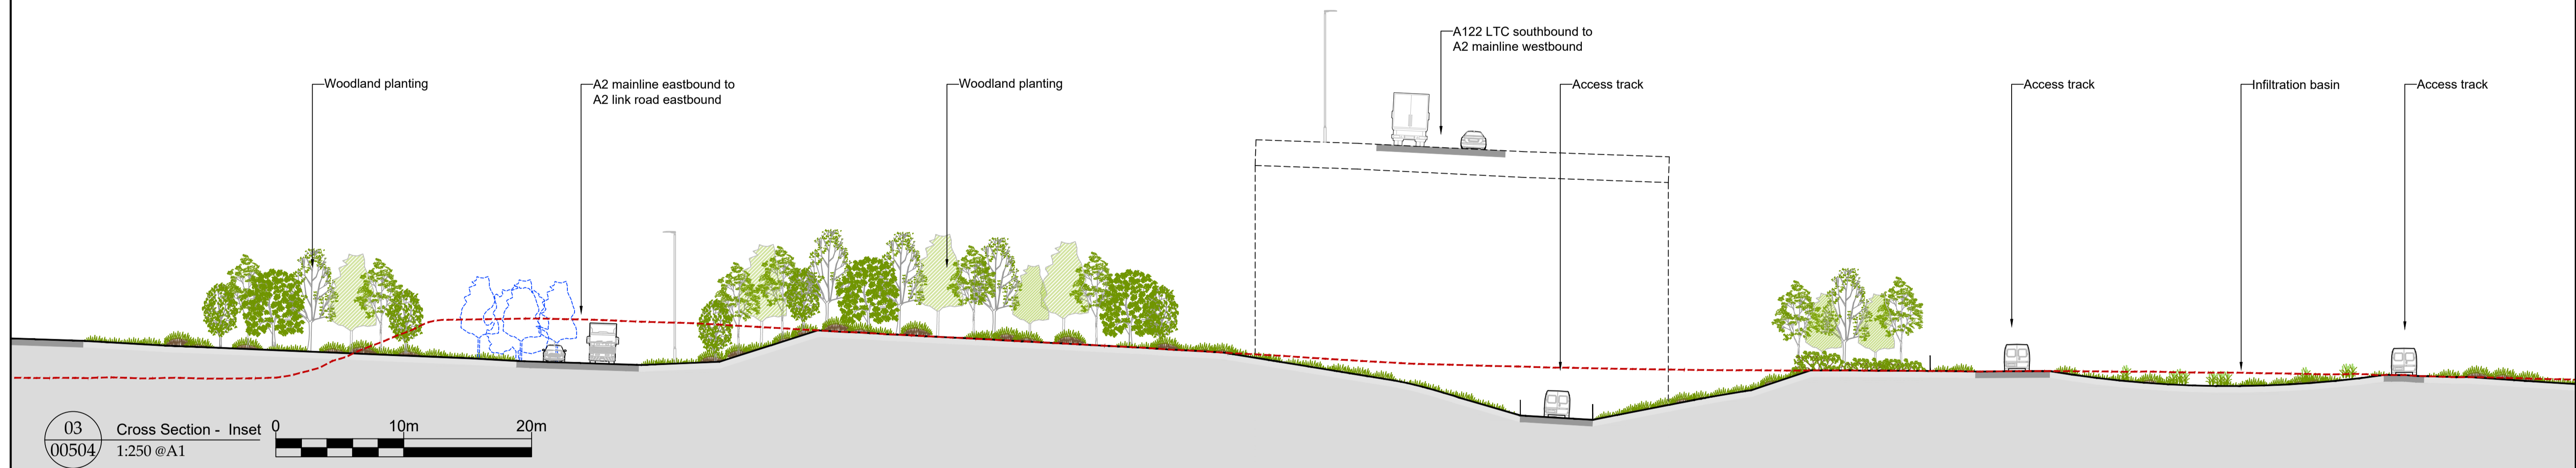 A122 LTC southbound to
A2 mainline westbound
Woodland planting
A2 mainline eastbound to
A2 link road eastbound
Woodland planting
Access track
Access track
Infiltration basin
Access track
03
00504
Cross Section - Inset
1:250 @A1
0
10m
20m